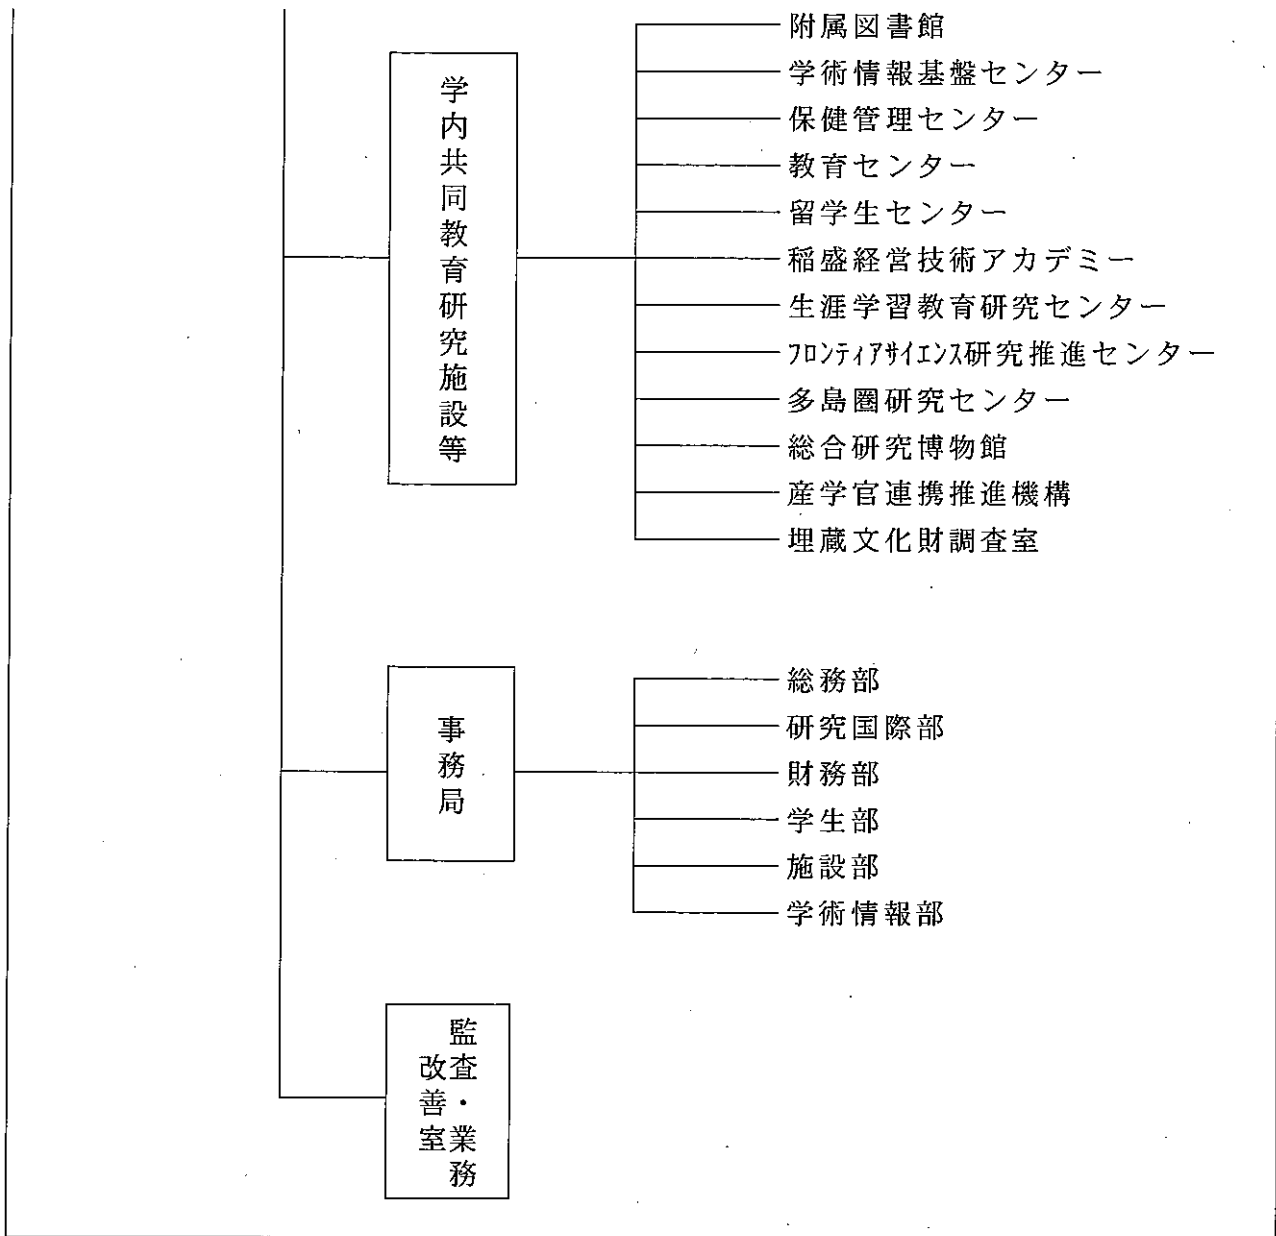 学内共同教育研究施設等
附属図書館
学術情報基盤センター
保健管理センター
教育センター
留学生センター
稲盛経営技術アカデミー
生涯学習教育研究センター
フロンティアサイエンス研究推進センター
多島圏研究センター
総合研究博物館
産学官連携推進機構
埋蔵文化財調査室
事務局
総務部
研究国際部
財務部
学生部
施設部
学術情報部
監査・業務
改善室